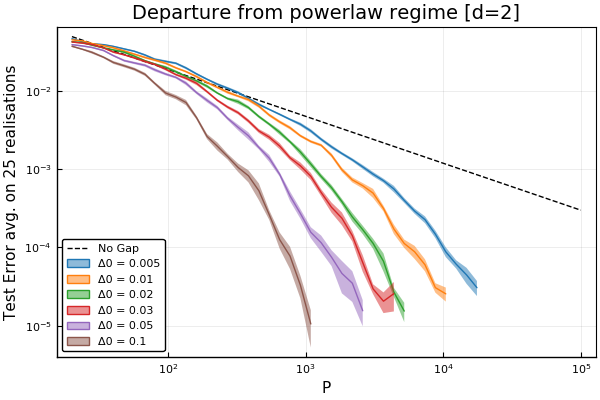 Departure from powerlaw regime [d=2]
Test Error avg. on 25 realisations
10⁻²
10⁻³
10⁻⁴
10⁻⁵
No Gap
Δ0 = 0.005
Δ0 = 0.01
Δ0 = 0.02
Δ0 = 0.03
Δ0 = 0.05
Δ0 = 0.1
10² 10³ 10⁴ 10⁵
P